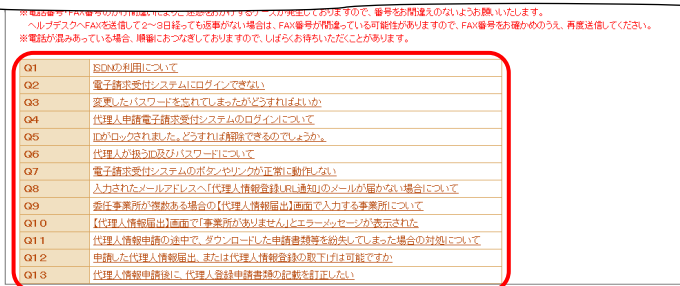 ※電話番号・FAX番号のかけ間違いによるご迷惑をお掛けするケースが発生しておりますので、番号をお間違えのないようお願いいたします。
ヘルプデスクへFAXを送信して2～3日経っても返事がない場合は、FAX番号が間違っている可能性がありますので、FAX番号をお確かめのうえ、再度送信してください。
※電話が混みあっている場合、順番におつなぎしておりますので、しばらくお待ちいただくことがあります。
Q1 ISDNの利用について
Q2 電子請求受付システムにログインできない
Q3 変更したパスワードを忘れてしまったがどうすればよいか
Q4 代理人申請電子請求受付システムのログインについて
Q5 IDがロックされました。どうすれば解除できるのでしょうか。
Q6 代理人が扱うID及びパスワードについて
Q7 電子請求受付システムのボタンやリンクが正常に動作しない
Q8 入力されたメールアドレスへ「代理人情報登録URL通知」のメールが届かない場合について
Q9 委任事業所が複数ある場合の【代理人情報届出】画面で入力する事業所について
Q10 【代理人情報届出】画面で「事業所がありません」とエラーメッセージが表示された
Q11 代理人情報申請の途中で、ダウンロードした申請書類等を紛失してしまった場合の対処について
Q12 申請した代理人情報届出、または代理人情報登録の取下げは可能ですか
Q13 代理人情報申請後に、代理人登録申請書類の記載を訂正したい